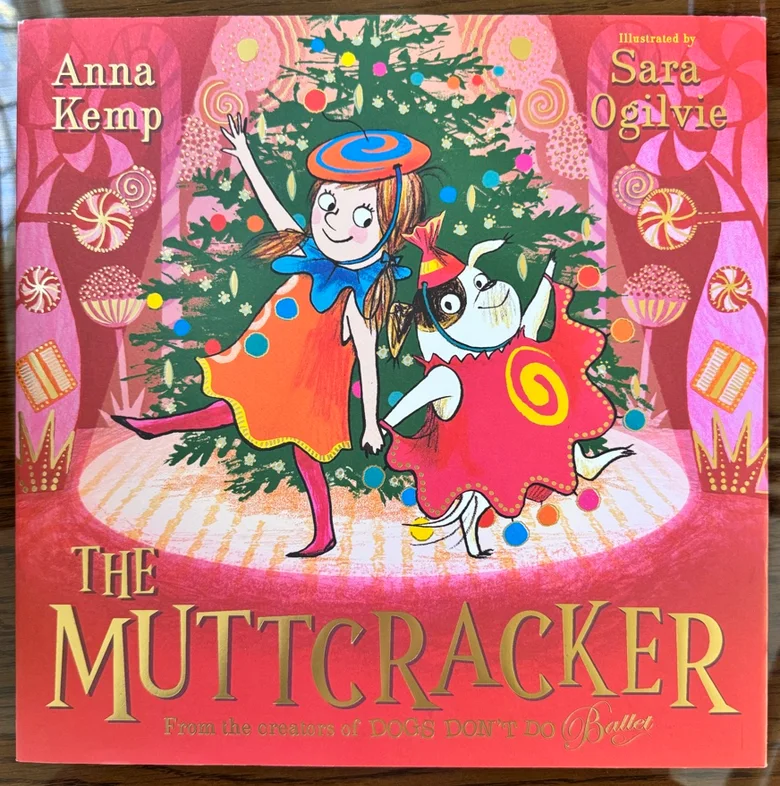 Anna
Kemp
Illustrated by
Sara
Ogilvie
THE
MUTTCRACKER
From the creators of DOGS DON'T DO Ballet